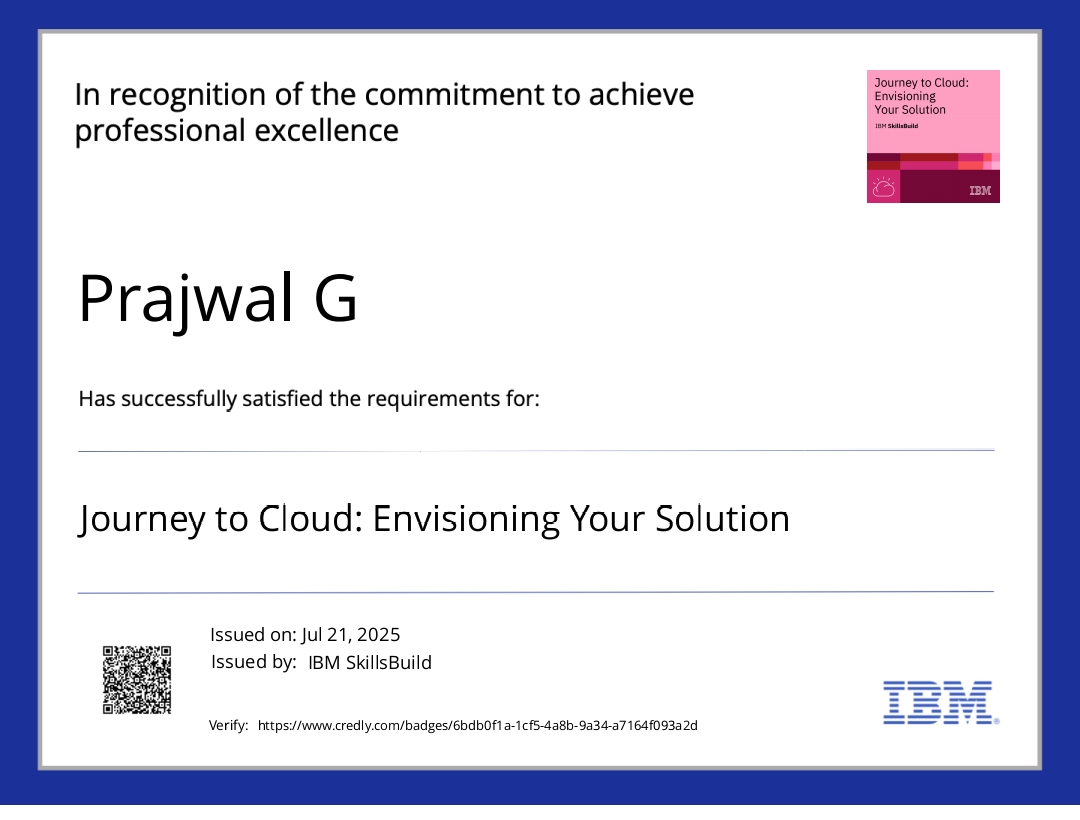 In recognition of the commitment to achieve
professional excellence
Journey to Cloud:
Envisioning
Your Solution
IBM SkillsBuild
IBM
Prajwal G
Has successfully satisfied the requirements for:
Journey to Cloud: Envisioning Your Solution
Issued on: Jul 21, 2025
Issued by: IBM SkillsBuild
Verify: https://www.credly.com/badges/6bdb0f1a-1cf5-4a8b-9a34-a7164f093a2d
IBM®